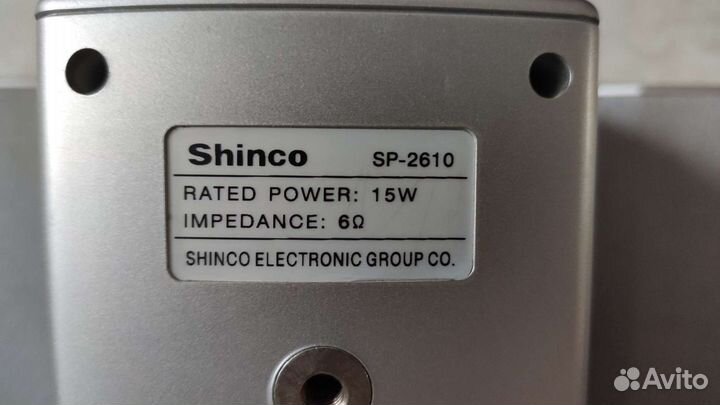 Shinco SP-2610
RATED POWER: 15W
IMPEDANCE: 6Ω
SHINCO ELECTRONIC GROUP CO.
Avito